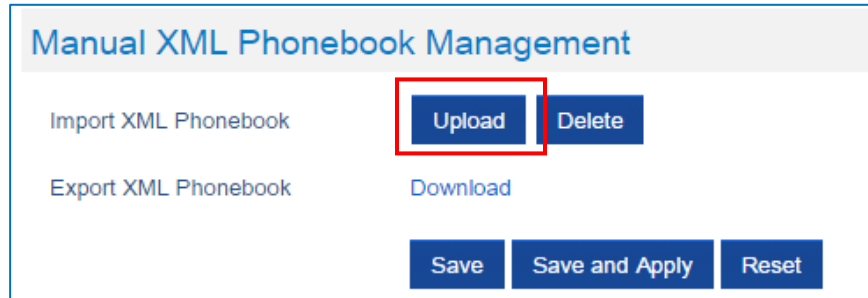 Manual XML Phonebook Management
Import XML Phonebook Upload Delete
Export XML Phonebook Download
Save Save and Apply Reset